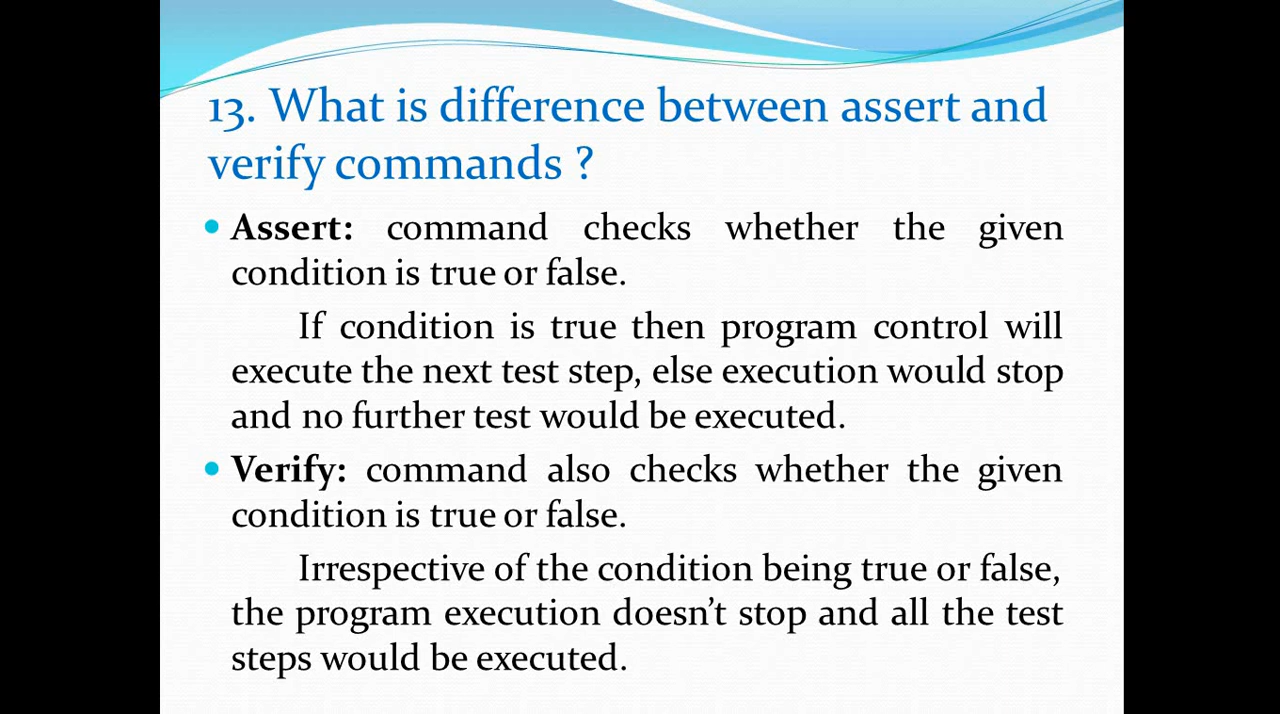 13. What is difference between assert and
verify commands ?
• Assert: command checks whether the given
condition is true or false.
If condition is true then program control will
execute the next test step, else execution would stop
and no further test would be executed.
• Verify: command also checks whether the given
condition is true or false.
Irrespective of the condition being true or false,
the program execution doesn’t stop and all the test
steps would be executed.